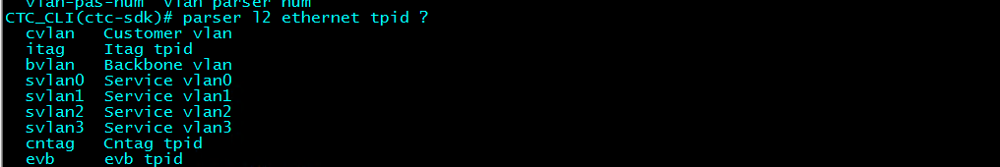 vlan-pas-num  vlan parser num
CTC_CLI(ctc-sdk)# parser l2 ethernet tpid ?
cvlan   Customer vlan
itag    Itag tpid
bvlan   Backbone vlan
svlan0  Service vlan0
svlan1  Service vlan1
svlan2  Service vlan2
svlan3  Service vlan3
cntag   Cntag tpid
evb     evb tpid